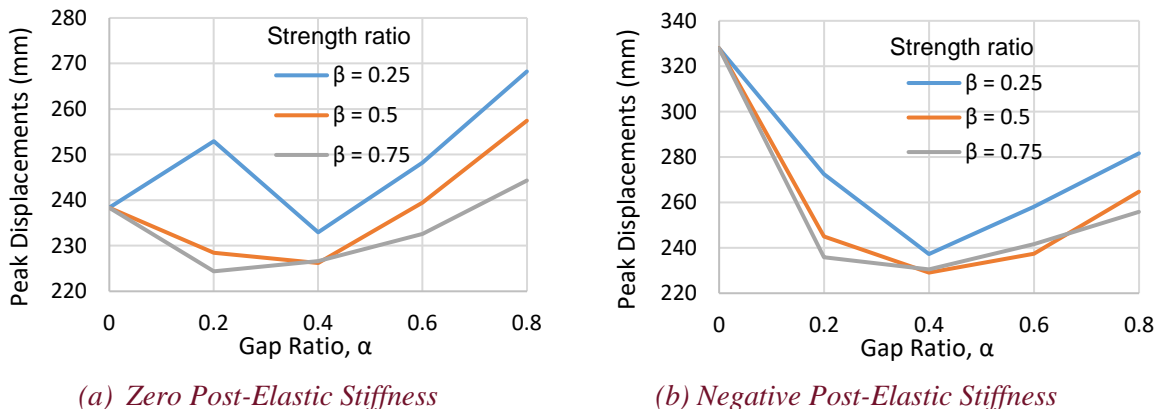 280
270
260
250
240
230
220
Peak Displacements (mm)
Strength ratio
β = 0.25
β = 0.5
β = 0.75
0
0.2
0.4
0.6
0.8
Gap Ratio, α
(a) Zero Post-Elastic Stiffness
340
320
300
280
260
240
220
Peak Displacements (mm)
Strength ratio
β = 0.25
β = 0.5
β = 0.75
0
0.2
0.4
0.6
0.8
Gap Ratio, α
(b) Negative Post-Elastic Stiffness